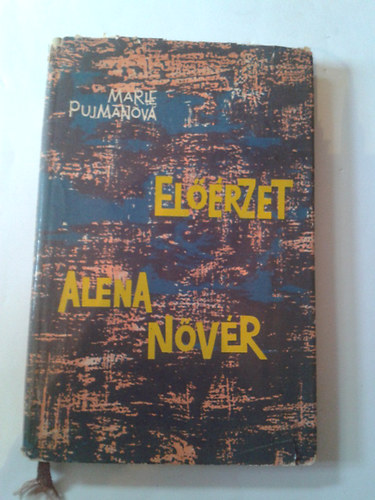 MARIE
PUJMANOVÁ
ELŐÉRZET
ALENA
NŐVÉR